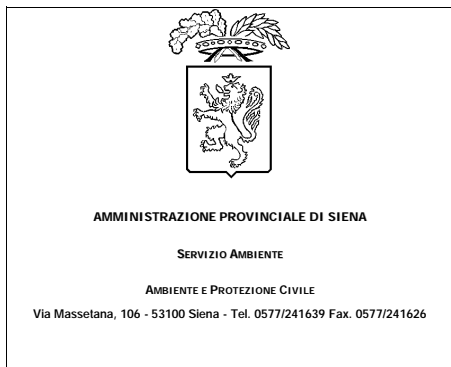 AMMINISTRAZIONE PROVINCIALE DI SIENA
SERVIZIO AMBIENTE
AMBIENTE E PROTEZIONE CIVILE
Via Massetana, 106 - 53100 Siena - Tel. 0577/241639 Fax. 0577/241626